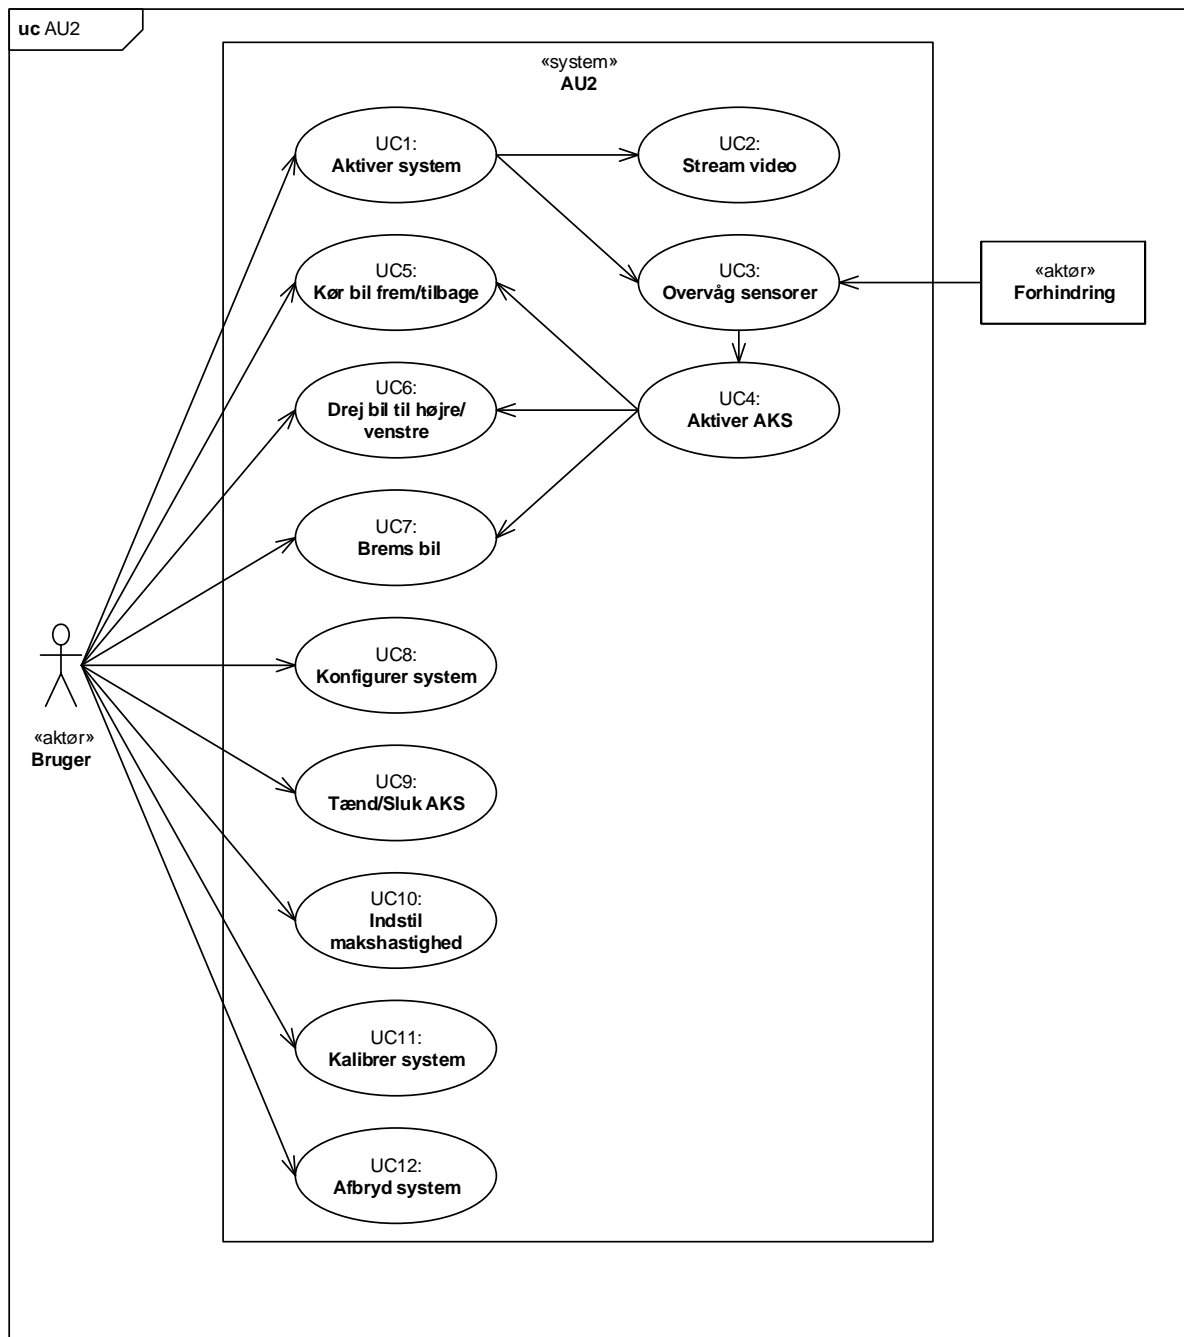 uc AU2
«system»
AU2
UC1:
Aktiver system
UC2:
Stream video
UC5:
Kør bil frem/tilbage
UC3:
Overvåg sensorer
«aktør»
Forhindring
UC6:
Drej bil til højre/
venstre
UC4:
Aktiver AKS
UC7:
Brems bil
UC8:
Konfigurer system
«aktør»
Bruger
UC9:
Tænd/Sluk AKS
UC10:
Indstil
makshastighed
UC11:
Kalibrer system
UC12:
Afbryd system